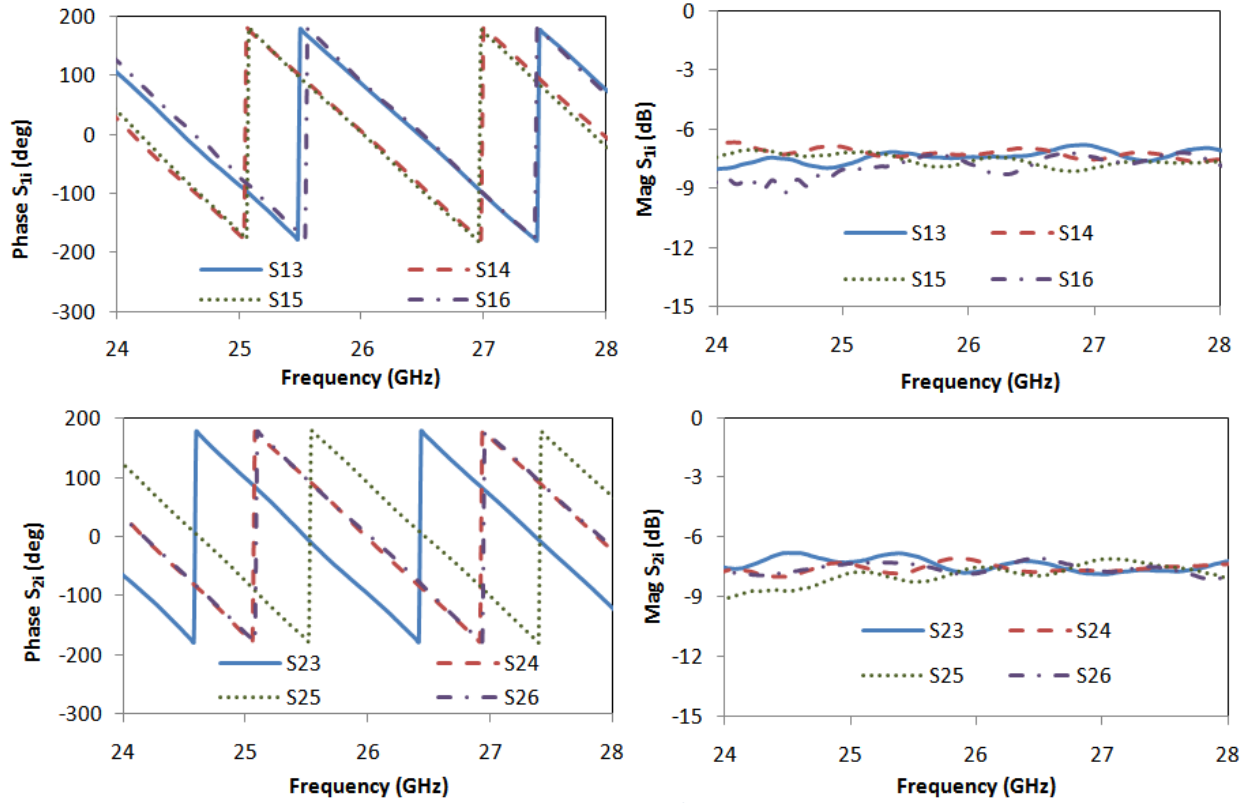 Phase S1i (deg)
200
100
0
-100
-200
-300
S13
S14
S15
S16
24
25
26
27
28
Frequency (GHz)
Mag S1i (dB)
0
-3
-6
-9
-12
-15
S13
S14
S15
S16
24
25
26
27
28
Frequency (GHz)
Phase S2i (deg)
200
100
0
-100
-200
-300
S23
S24
S25
S26
24
25
26
27
28
Frequency (GHz)
Mag S2i (dB)
0
-3
-6
-9
-12
-15
S23
S24
S25
S26
24
25
26
27
28
Frequency (GHz)